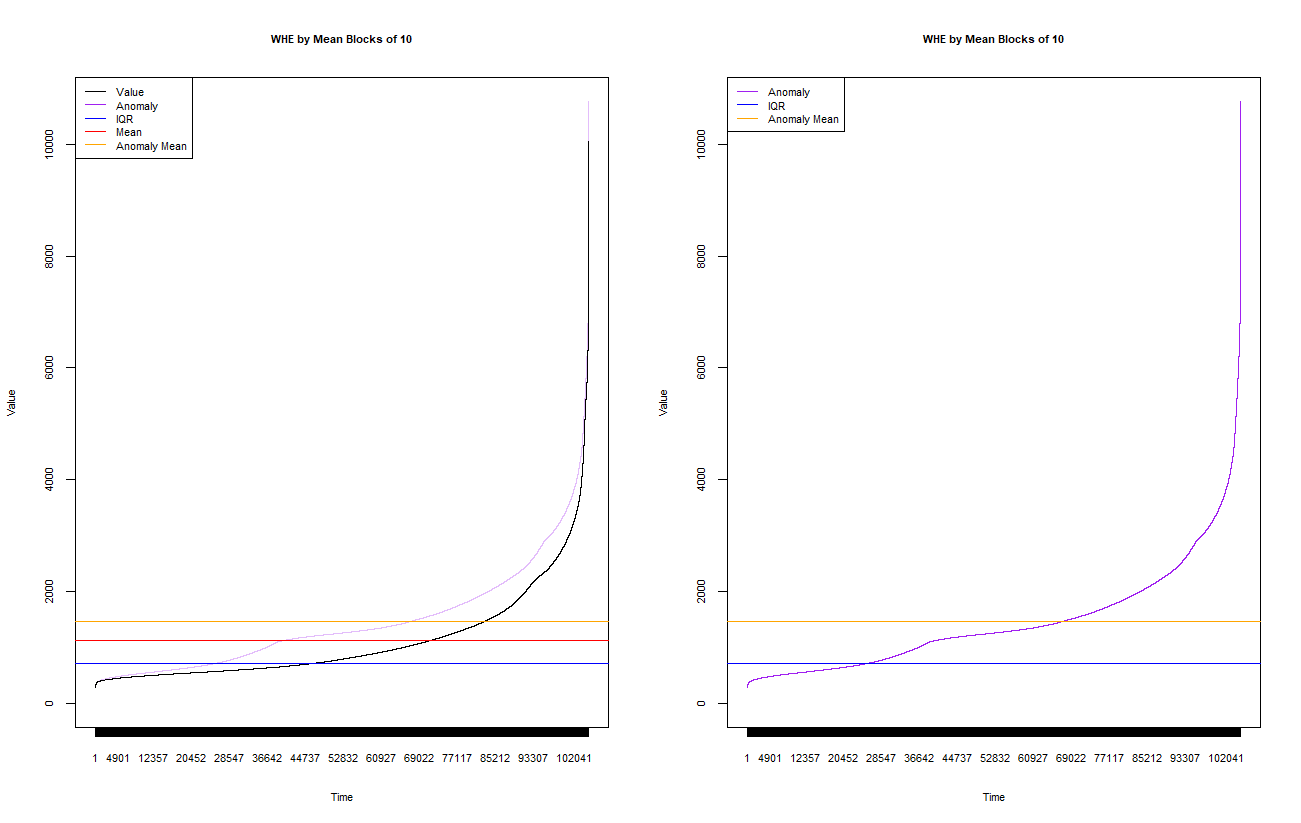 WHE by Mean Blocks of 10
Value
Anomaly
IQR
Mean
Anomaly Mean
10000
8000
6000
4000
2000
0
Value
1 4901 12357 20452 28547 36642 44737 52832 60927 69022 77117 85212 93307 102041
Time
WHE by Mean Blocks of 10
Anomaly
IQR
Anomaly Mean
10000
8000
6000
4000
2000
0
Value
1 4901 12357 20452 28547 36642 44737 52832 60927 69022 77117 85212 93307 102041
Time